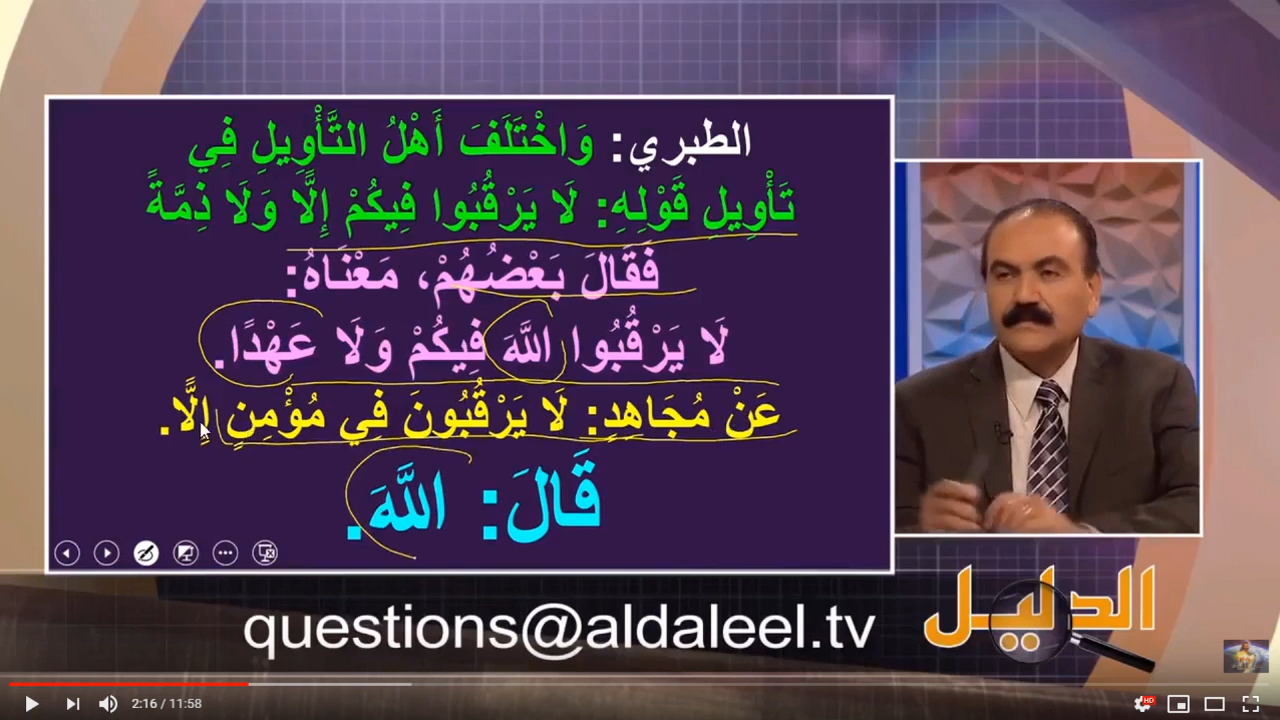 الطبري: وَاخْتَلَفَ أَهْلُ التَّأْوِيلِ فِي
تَأْوِيلِ قَوْلِهِ: لَا يَرْقُبُوا فِيكُمْ إِلًّا وَلَا ذِمَّةً
فَقَالَ بَعْضُهُمْ، مَعْنَاهُ:
لَا يَرْقُبُوا اللَّهَ فِيكُمْ وَلَا عَهْدًا.
عَنْ مُجَاهِدٍ: لَا يَرْقُبُونَ فِي مُؤْمِنٍ إِلًّا.
قَالَ: اللَّهَ.
questions@aldaleel.tv
الدليل
2:16 / 11:58
HD